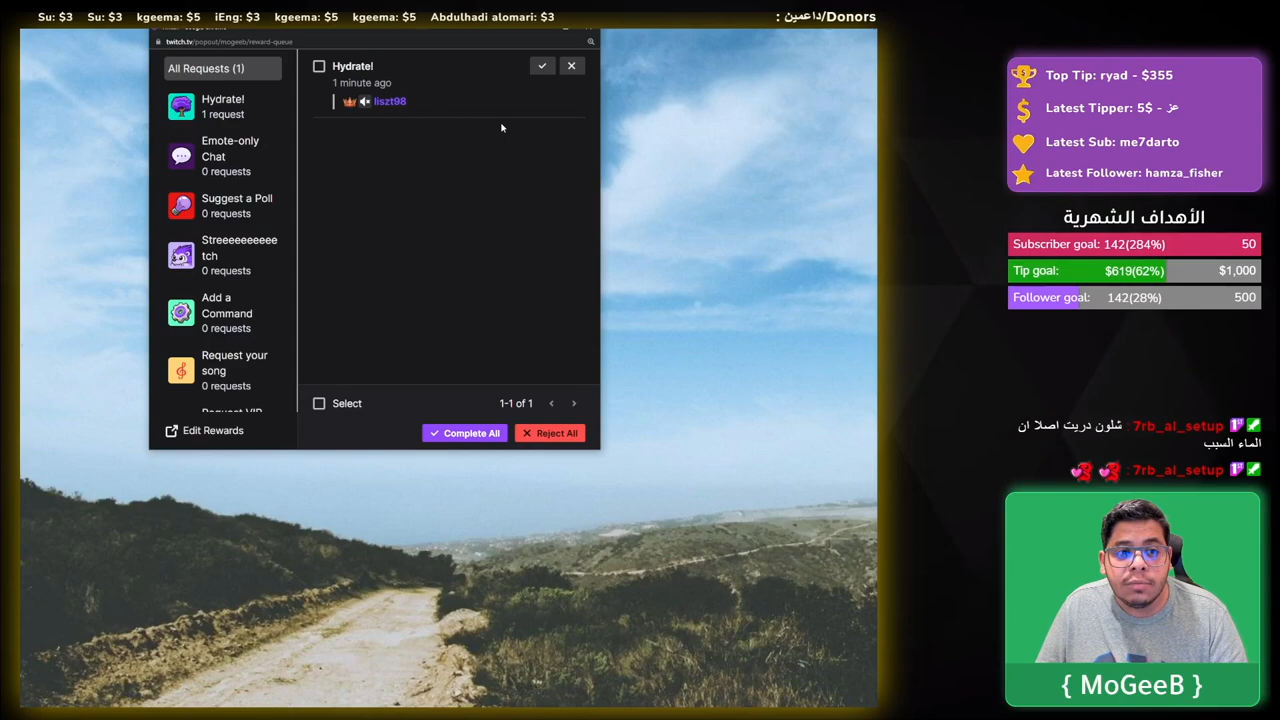 Su: $3 Su: $3 kgeema: $5 iEng: $3 kgeema: $5 kgeema: $5 Abdulhadi alomari: $3
Donors/داعمين :
twitch.tv/popout/mogeeb/reward-queue
All Requests (1)
Hydrate!
1 request
Emote-only
Chat
0 requests
Suggest a Poll
0 requests
Streeeeeeeeee
tch
0 requests
Add a
Command
0 requests
Request your
song
0 requests
Edit Rewards
Hydrate!
1 minute ago
liszt98
Select
1-1 of 1
Complete All
Reject All
Top Tip: ryad - $355
Latest Tipper: عز - $5
Latest Sub: me7darto
Latest Follower: hamza_fisher
الأهداف الشهرية
Subscriber goal: 142(284%) 50
Tip goal: $619(62%) $1,000
Follower goal: 142(28%) 500
7rb_al_setup : شلون دريت اصلا ان
الماء السبب
7rb_al_setup :
{ MoGeeB }